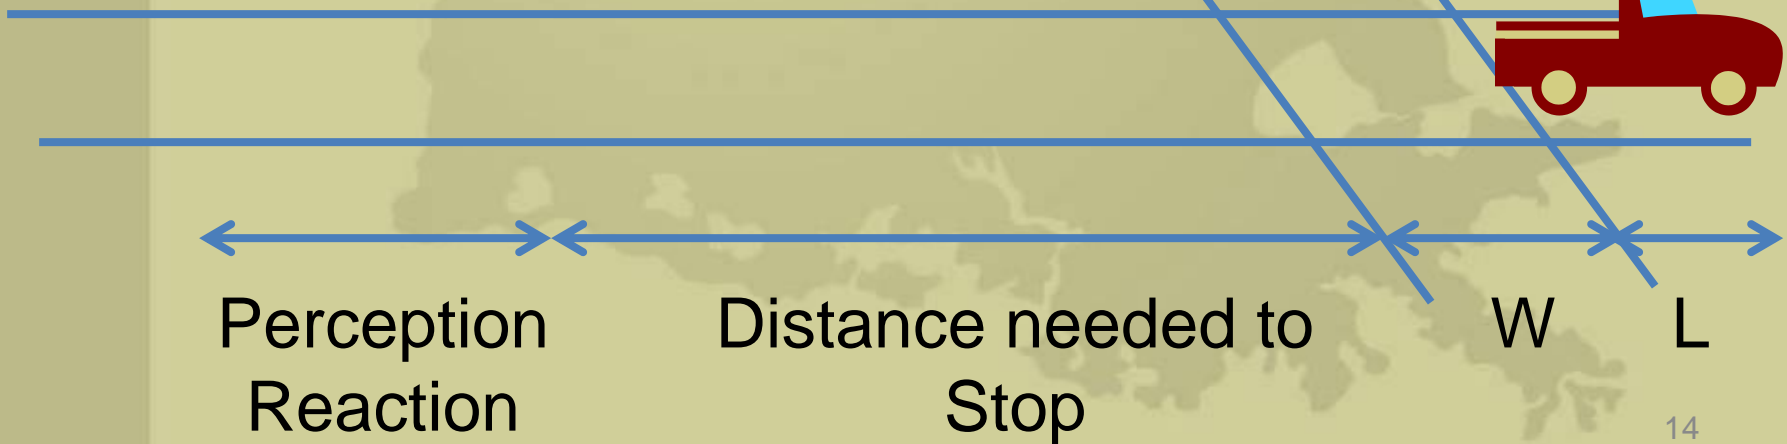 Perception
Reaction
Distance needed to
Stop
W
L
14